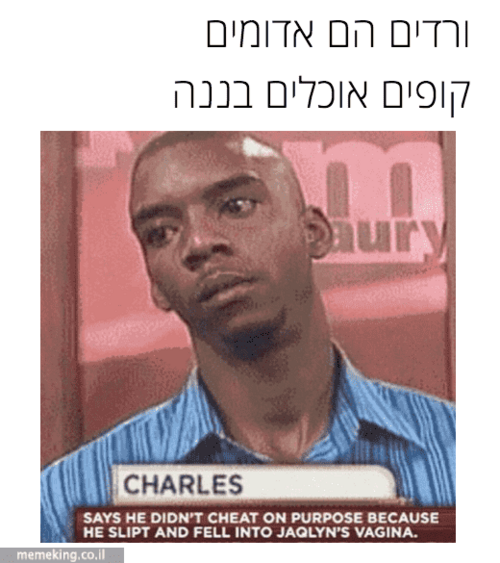 ורדים הם אדומים
קופים אוכלים בננה
m
aury
CHARLES
SAYS HE DIDN'T CHEAT ON PURPOSE BECAUSE
HE SLIPT AND FELL INTO JAQLYN'S VAGINA.
memeking.co.il